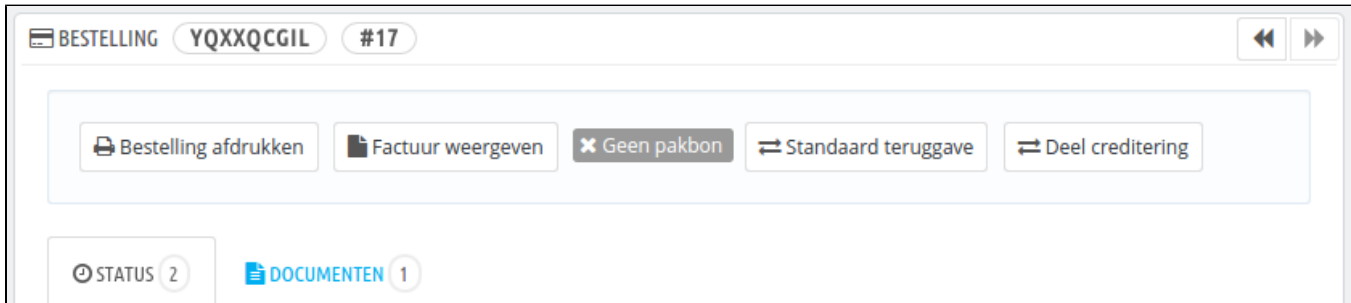 BESTELLING YQXXQCGIL #17
Bestelling afdrukken Factuur weergeven Geen pakbon Standaard teruggave Deel creditering
STATUS 2 DOCUMENTEN 1